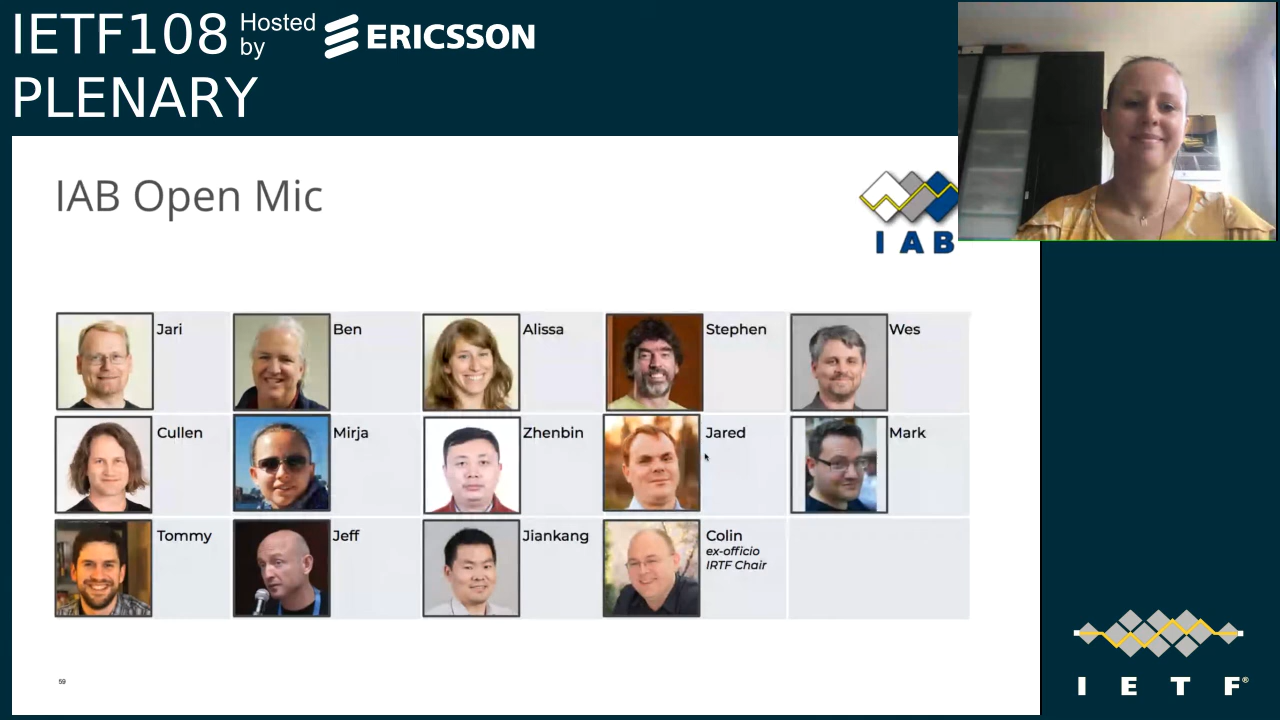 IETF108 Hosted by ERICSSON
PLENARY
IAB Open Mic
IAB
Jari
Ben
Alissa
Stephen
Wes
Cullen
Mirja
Zhenbin
Jared
Mark
Tommy
Jeff
Jiankang
Colin
ex-officio
IRTF Chair
59
IETF®